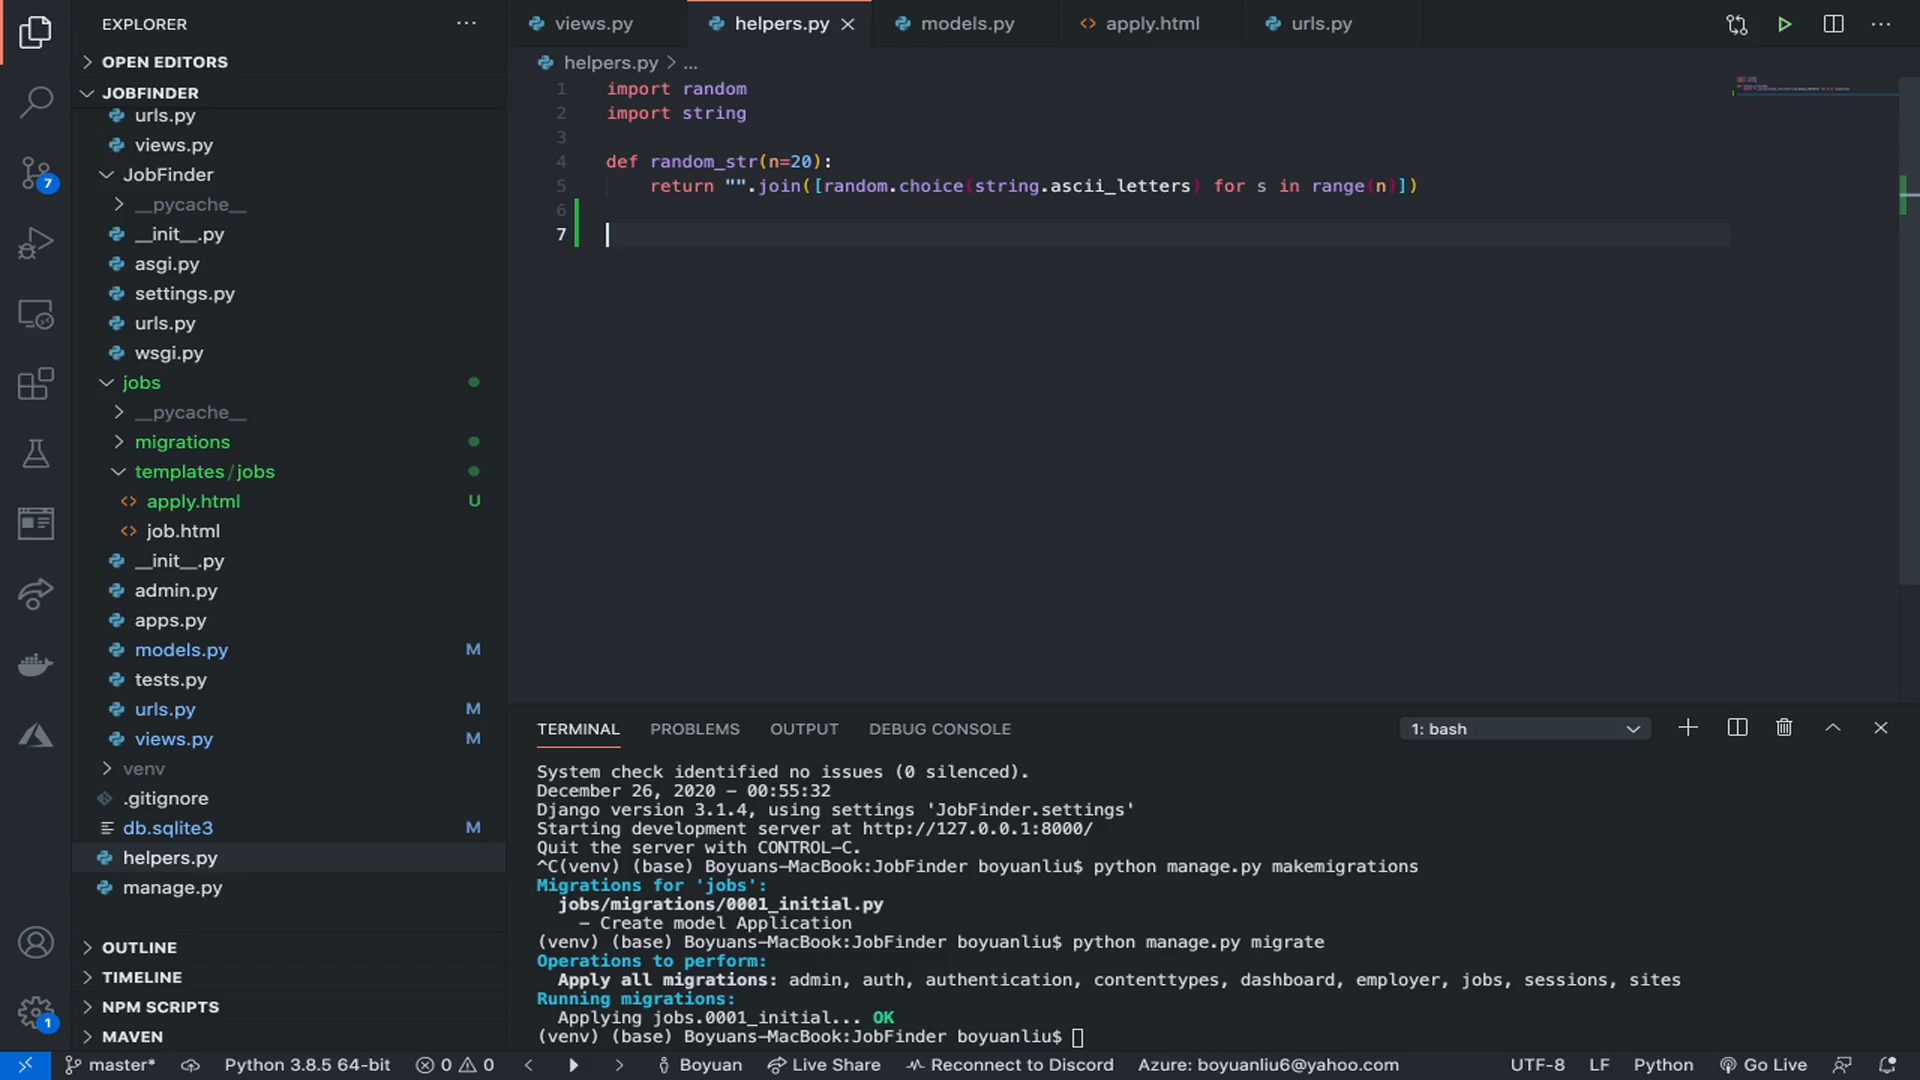 EXPLORER
OPEN EDITORS
JOBFINDER
urls.py
views.py
JobFinder
__pycache__
__init__.py
asgi.py
settings.py
urls.py
wsgi.py
jobs
__pycache__
migrations
templates/jobs
apply.html U
job.html
__init__.py
admin.py
apps.py
models.py M
tests.py
urls.py M
views.py M
venv
.gitignore
db.sqlite3 M
helpers.py
manage.py
OUTLINE
TIMELINE
NPM SCRIPTS
MAVEN
7
1
views.py helpers.py models.py apply.html urls.py
helpers.py > ...
1 import random
2 import string
3
4 def random_str(n=20):
5 return "".join([random.choice(string.ascii_letters) for s in range(n)])
6
7
TERMINAL PROBLEMS OUTPUT DEBUG CONSOLE 1: bash
System check identified no issues (0 silenced).
December 26, 2020 - 00:55:32
Django version 3.1.4, using settings 'JobFinder.settings'
Starting development server at http://127.0.0.1:8000/
Quit the server with CONTROL-C.
^C(venv) (base) Boyuans-MacBook:JobFinder boyuanliu$ python manage.py makemigrations
Migrations for 'jobs':
jobs/migrations/0001_initial.py
- Create model Application
(venv) (base) Boyuans-MacBook:JobFinder boyuanliu$ python manage.py migrate
Operations to perform:
Apply all migrations: admin, auth, authentication, contenttypes, dashboard, employer, jobs, sessions, sites
Running migrations:
Applying jobs.0001_initial... OK
(venv) (base) Boyuans-MacBook:JobFinder boyuanliu$
master* Python 3.8.5 64-bit 0 0 Boyuan Live Share Reconnect to Discord Azure: boyuanliu6@yahoo.com UTF-8 LF Python Go Live